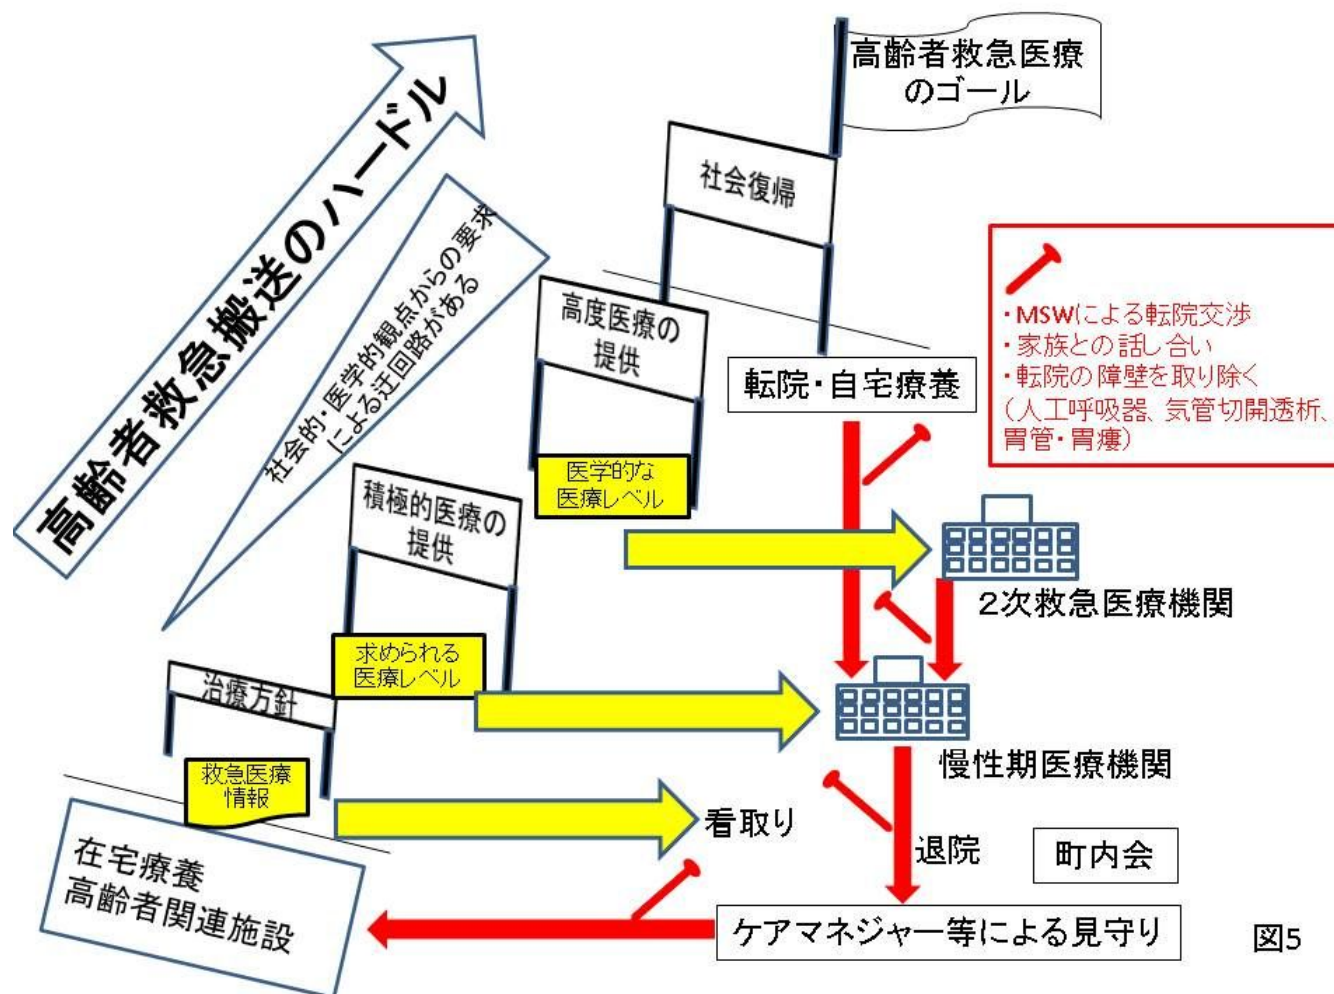 高齢者救急医療
のゴール
高齢者救急搬送のハードル
社会的・医学的観点からの要求
による迂回路がある
社会復帰
高度医療の
提供
医学的な
医療レベル
積極的医療の
提供
求められる
医療レベル
治療方針
救急医療
情報
在宅療養
高齢者関連施設
転院・自宅療養
・MSWによる転院交渉
・家族との話し合い
・転院の障壁を取り除く
(人工呼吸器、気管切開透析、
胃管・胃瘻)
2次救急医療機関
慢性期医療機関
看取り
退院
町内会
ケアマネジャー等による見守り
図5